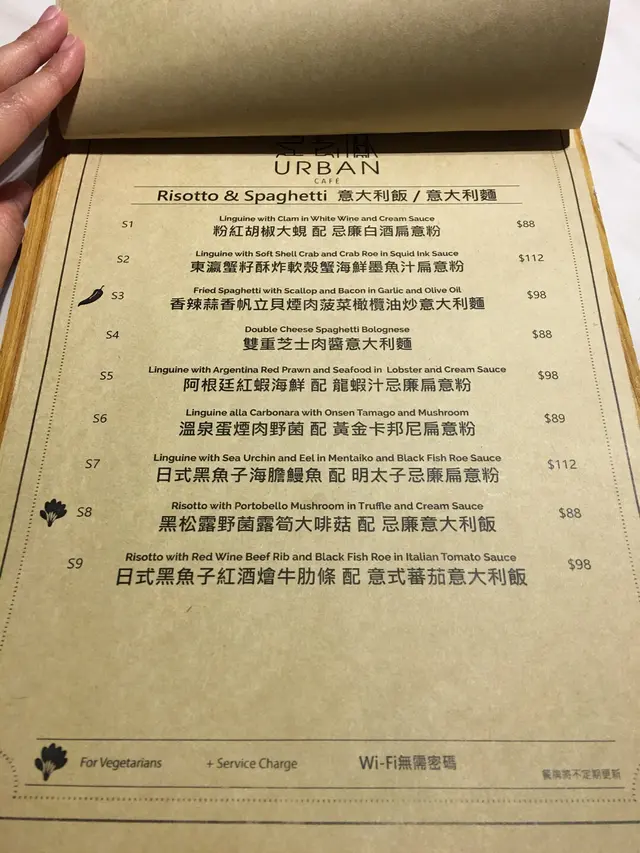 URBAN
CAFÉ
Risotto & Spaghetti 意大利飯 / 意大利麵
S1 Linguine with Clam in White Wine and Cream Sauce $88
粉紅胡椒大蜆 配 忌廉白酒扁意粉
S2 Linguine with Soft Shell Crab and Crab Roe in Squid Ink Sauce $112
東瀛蟹籽酥炸軟殼蟹海鮮墨魚汁扁意粉
S3 Fried Spaghetti with Scallop and Bacon in Garlic and Olive Oil $98
香辣蒜香帆立貝煙肉菠菜橄欖油炒意大利麵
S4 Double Cheese Spaghetti Bolognese $88
雙重芝士肉醬意大利麵
S5 Linguine with Argentina Red Prawn and Seafood in Lobster and Cream Sauce $98
阿根廷紅蝦海鮮 配 龍蝦汁忌廉扁意粉
S6 Linguine alla Carbonara with Onsen Tamago and Mushroom $89
溫泉蛋煙肉野菌 配 黃金卡邦尼扁意粉
S7 Linguine with Sea Urchin and Eel in Mentaiko and Black Fish Roe Sauce $112
日式黑魚子海膽鰻魚 配 明太子忌廉扁意粉
S8 Risotto with Portobello Mushroom in Truffle and Cream Sauce $88
黑松露野菌露筍大啡菇 配 忌廉意大利飯
S9 Risotto with Red Wine Beef Rib and Black Fish Roe in Italian Tomato Sauce $98
日式黑魚子紅酒燴牛肋條 配 意式蕃茄意大利飯
For Vegetarians + Service Charge Wi-Fi無需密碼 餐牌將不定期更新